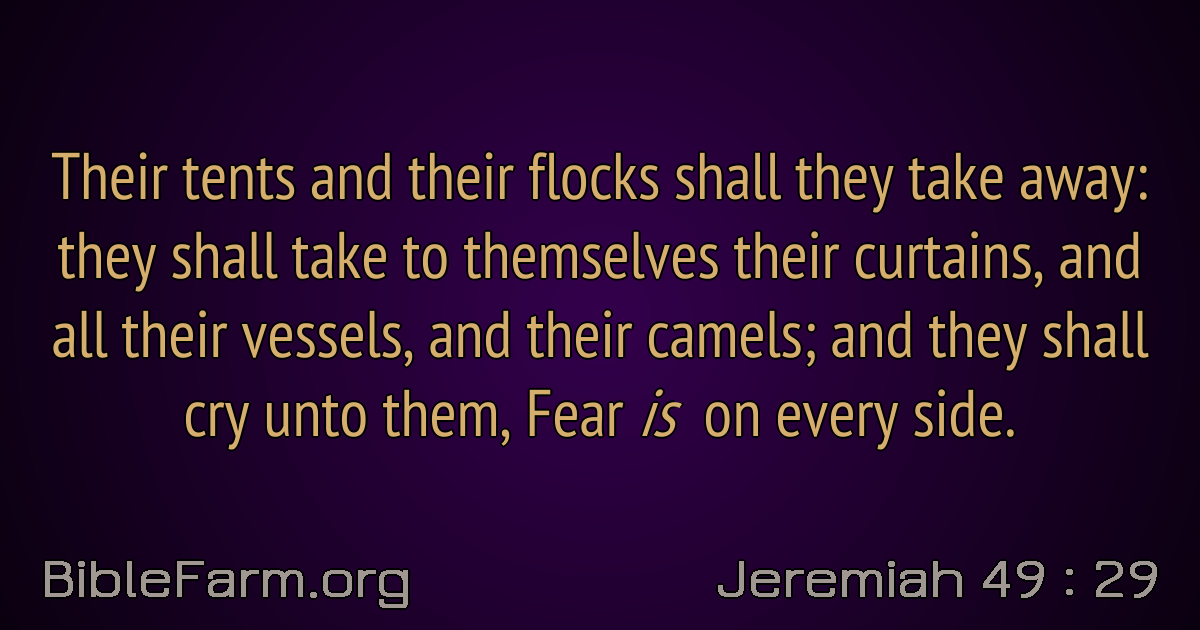 Their tents and their flocks shall they take away:
they shall take to themselves their curtains, and
all their vessels, and their camels; and they shall
cry unto them, Fear is on every side.
BibleFarm.org
Jeremiah 49 : 29